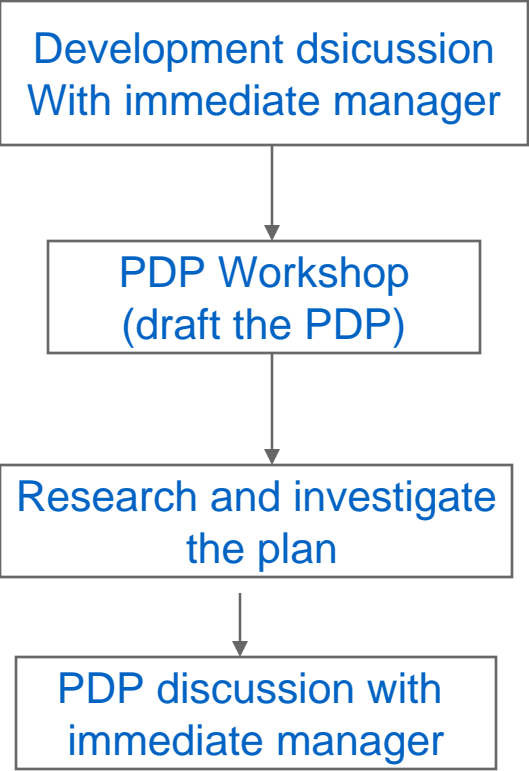 Development dsicussion
With immediate manager
PDP Workshop
(draft the PDP)
Research and investigate
the plan
PDP discussion with
immediate manager